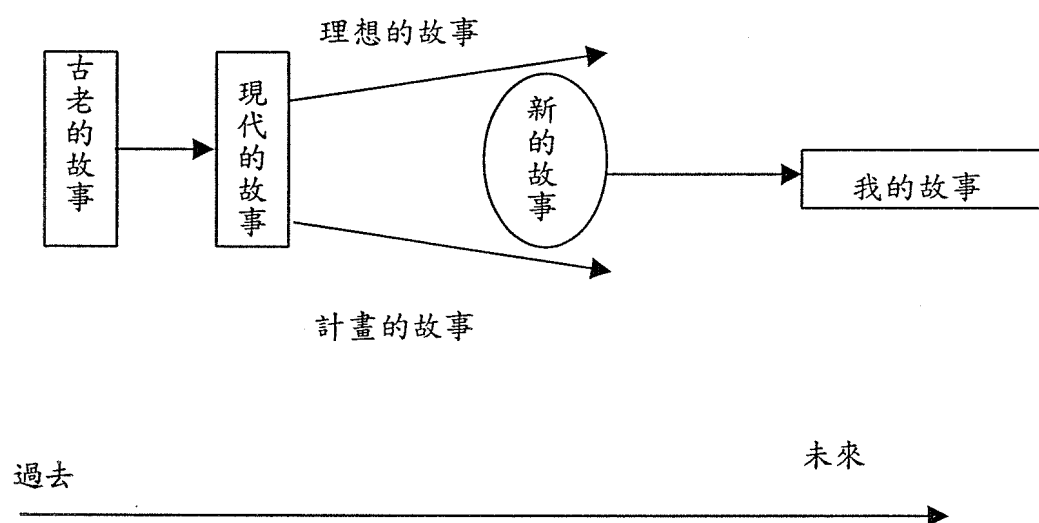 理想的故事
古老的故事
現代的故事
新的故事
我的故事
計畫的故事
未來
過去